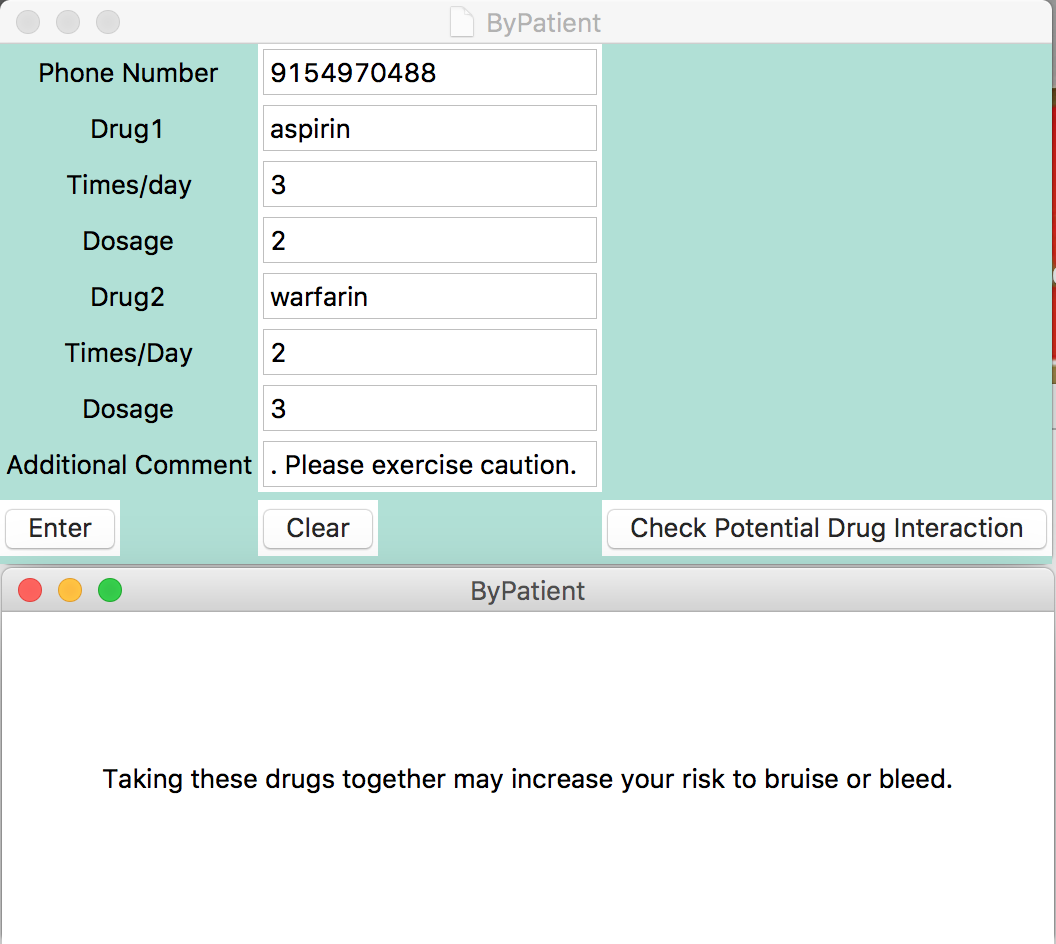 ByPatient
Phone Number 9154970488
Drug1 aspirin
Times/day 3
Dosage 2
Drug2 warfarin
Times/Day 2
Dosage 3
Additional Comment . Please exercise caution.
Enter Clear Check Potential Drug Interaction
ByPatient
Taking these drugs together may increase your risk to bruise or bleed.